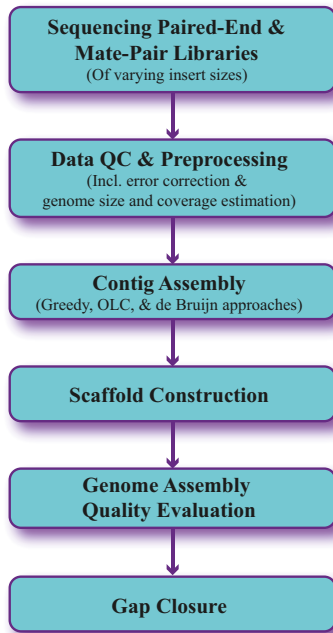 Sequencing Paired-End &
Mate-Pair Libraries
(Of varying insert sizes)
Data QC & Preprocessing
(Incl. error correction &
genome size and coverage estimation)
Contig Assembly
(Greedy, OLC, & de Bruijn approaches)
Scaffold Construction
Genome Assembly
Quality Evaluation
Gap Closure